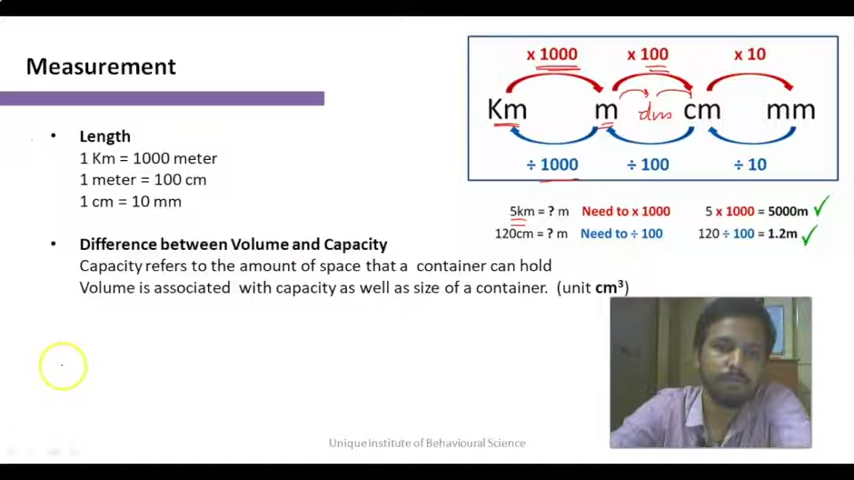 Measurement
• Length
1 Km = 1000 meter
1 meter = 100 cm
1 cm = 10 mm
• Difference between Volume and Capacity
Capacity refers to the amount of space that a container can hold
Volume is associated with capacity as well as size of a container. (unit cm³)
x 1000 x 100 x 10
Km m dm cm mm
÷ 1000 ÷ 100 ÷ 10
5km = ? m Need to x 1000 5 x 1000 = 5000m ✓
120cm = ? m Need to ÷ 100 120 ÷ 100 = 1.2m ✓
Unique institute of Behavioural Science